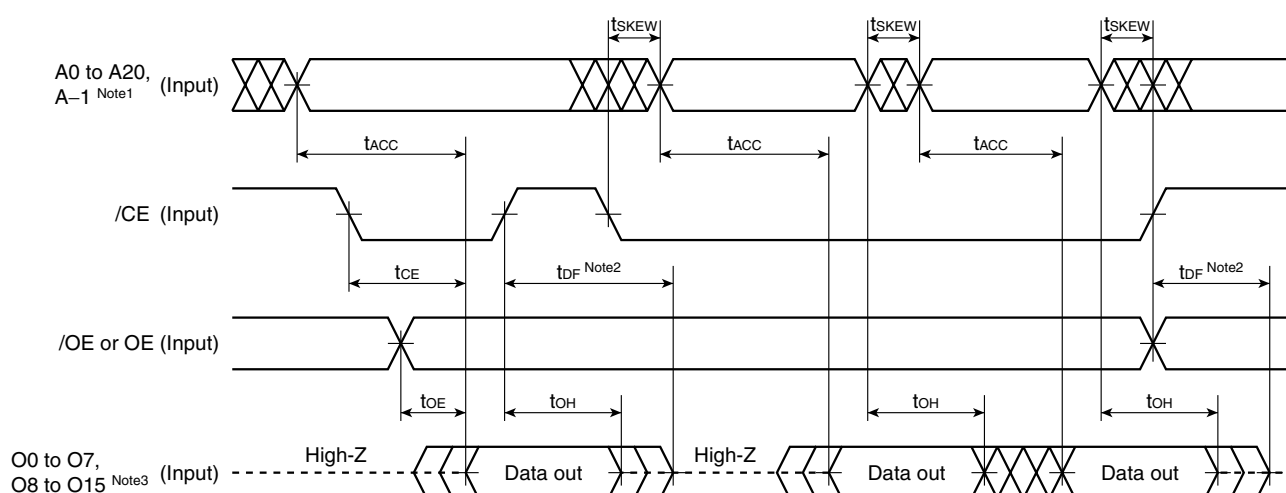 tSKEW tSKEW tSKEW
A0 to A20,
A−1 Note1 (Input)
tACC tACC tACC
/CE (Input)
tCE tDF Note2 tDF Note2
/OE or OE (Input)
tOE tOH tOH tOH
High-Z High-Z
O0 to O7,
O8 to O15 Note3 (Input)
Data out Data out Data out